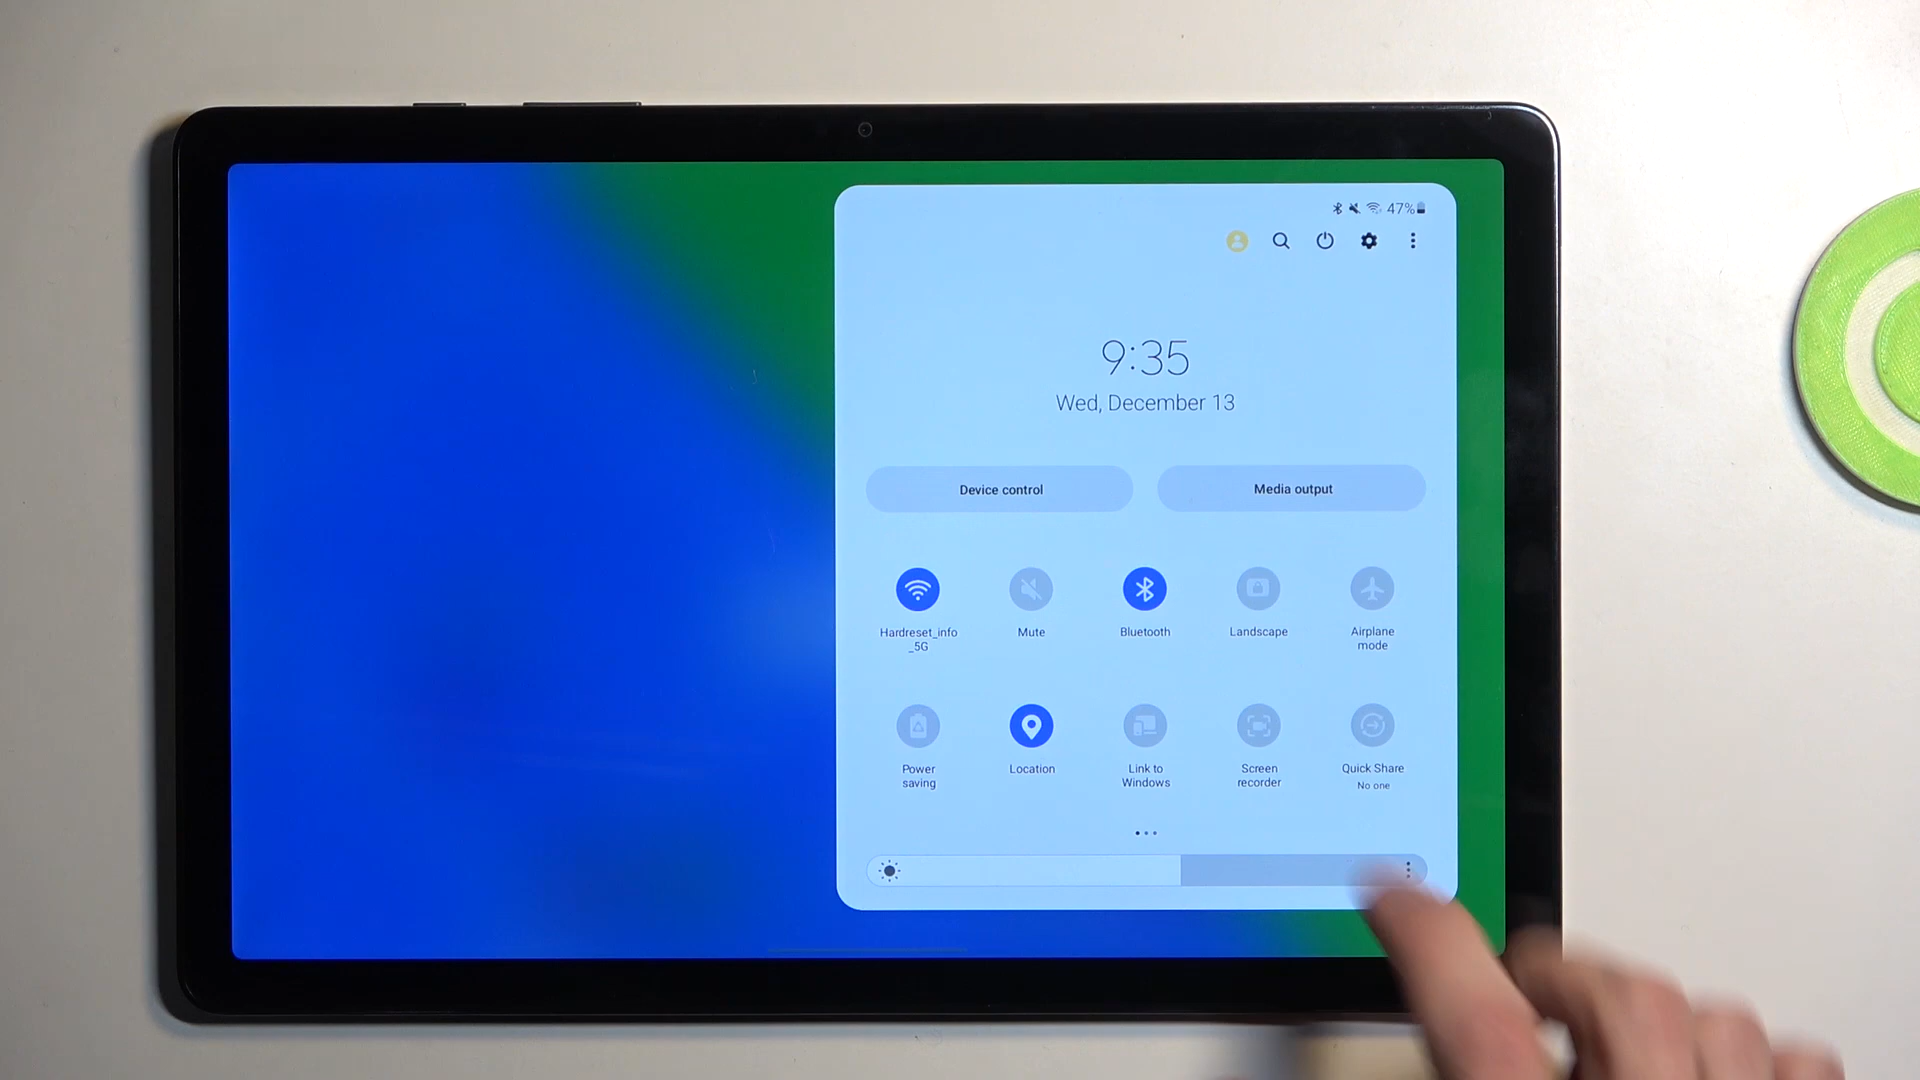 47%
9:35
Wed, December 13
Device control Media output
Hardreset_info
_5G
Mute
Bluetooth
Landscape
Airplane
mode
Power
saving
Location
Link to
Windows
Screen
recorder
Quick Share
No one